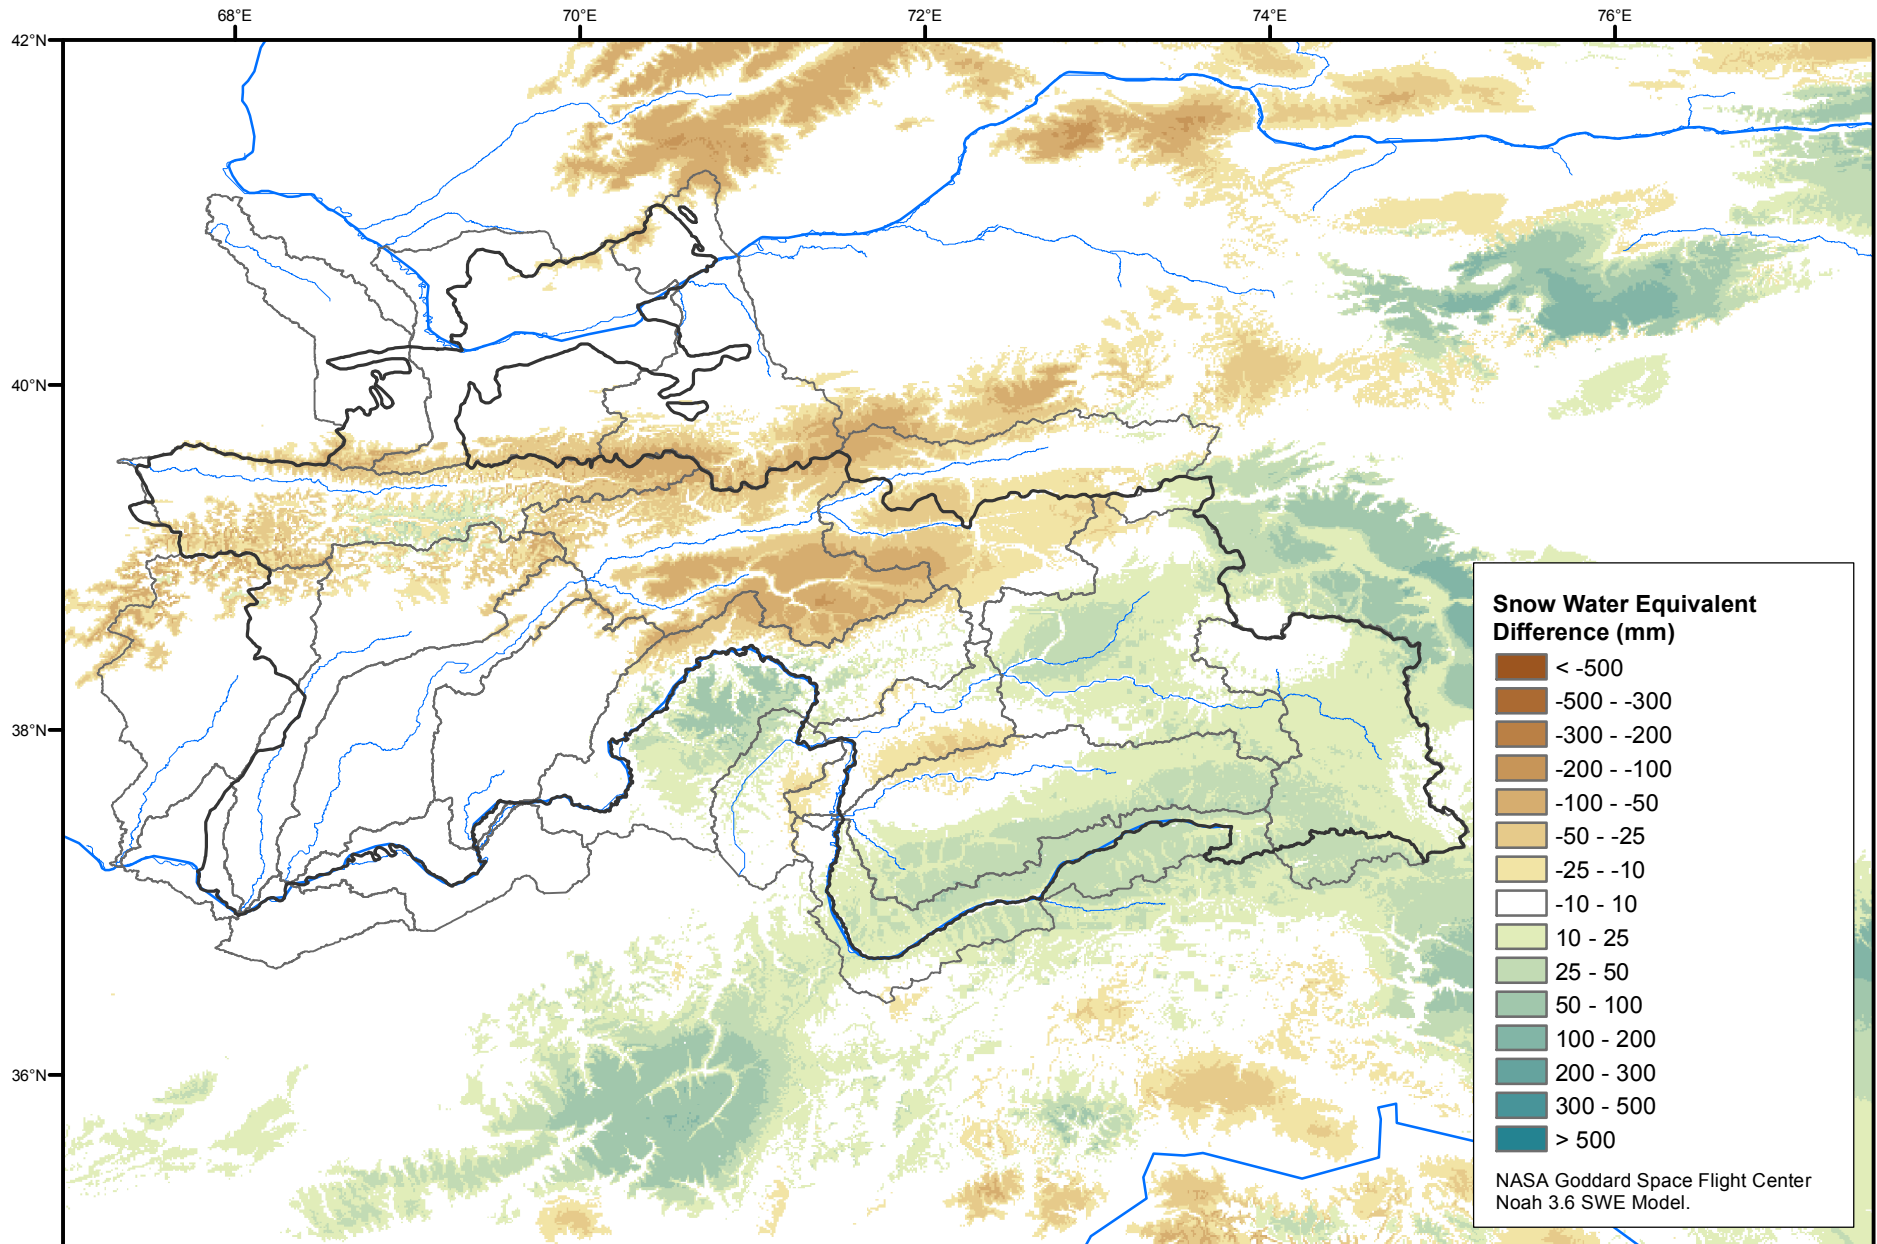 68°E 70°E 72°E 74°E 76°E
42°N
40°N
38°N
36°N
Snow Water Equivalent
Difference (mm)
< -500
-500 - -300
-300 - -200
-200 - -100
-100 - -50
-50 - -25
-25 - -10
-10 - 10
10 - 25
25 - 50
50 - 100
100 - 200
200 - 300
300 - 500
> 500
NASA Goddard Space Flight Center
Noah 3.6 SWE Model.